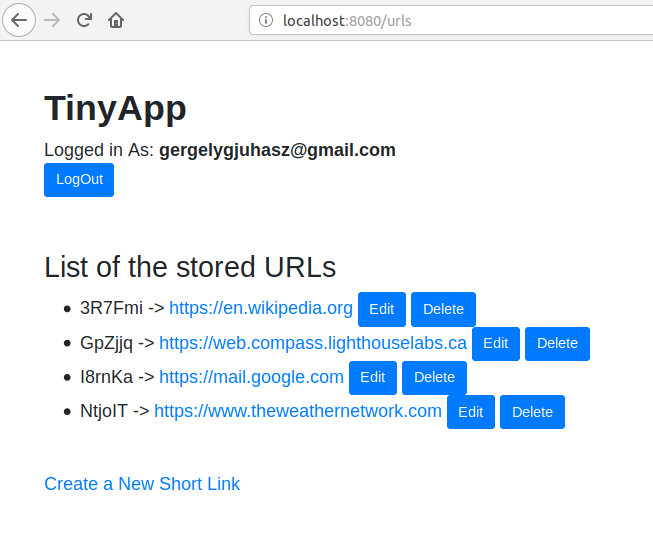 localhost:8080/urls
TinyApp
Logged in As: gergelygjuhasz@gmail.com
LogOut
List of the stored URLs
3R7Fmi -> https://en.wikipedia.org Edit Delete
GpZjjq -> https://web.compass.lighthouselabs.ca Edit Delete
I8rnKa -> https://mail.google.com Edit Delete
NtjoIT -> https://www.theweathernetwork.com Edit Delete
Create a New Short Link